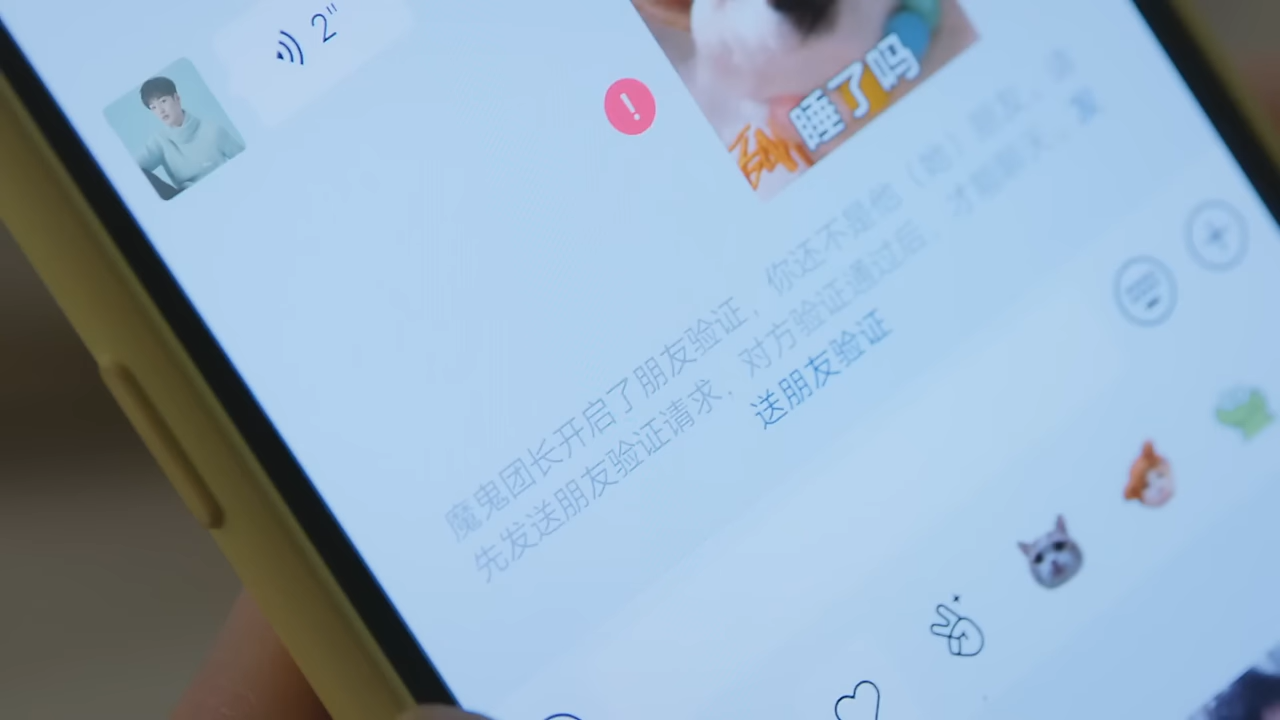 2"
睡了吗
魔鬼团长开启了朋友验证，你还不是他（她）朋友。请
先发送朋友验证请求，对方验证通过后，才能聊天。发
送朋友验证